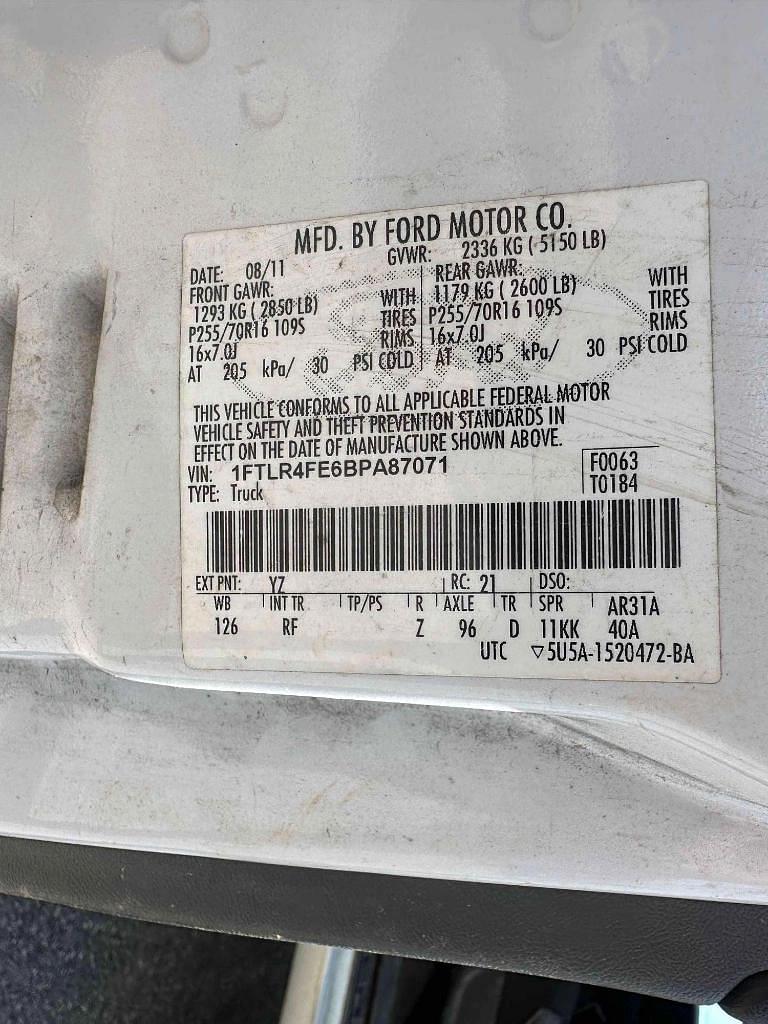 MFD. BY FORD MOTOR CO.
DATE: 08/11 GVWR: 2336 KG ( 5150 LB)
FRONT GAWR: REAR GAWR:
1293 KG ( 2850 LB) WITH 1179 KG ( 2600 LB) WITH
P255/70R16 109S TIRES P255/70R16 109S TIRES
16x7.0J RIMS 16x7.0J RIMS
AT 205 kPa/ 30 PSI COLD AT 205 kPa/ 30 PSI COLD
THIS VEHICLE CONFORMS TO ALL APPLICABLE FEDERAL MOTOR
VEHICLE SAFETY AND THEFT PREVENTION STANDARDS IN
EFFECT ON THE DATE OF MANUFACTURE SHOWN ABOVE.
VIN: 1FTLR4FE6BPA87071 F0063
TYPE: Truck T0184
EXT PNT: YZ RC: 21 DSO:
WB INT TR TP/PS R AXLE TR SPR AR31A
126 RF Z 96 D 11KK 40A
UTC ▽5U5A-1520472-BA